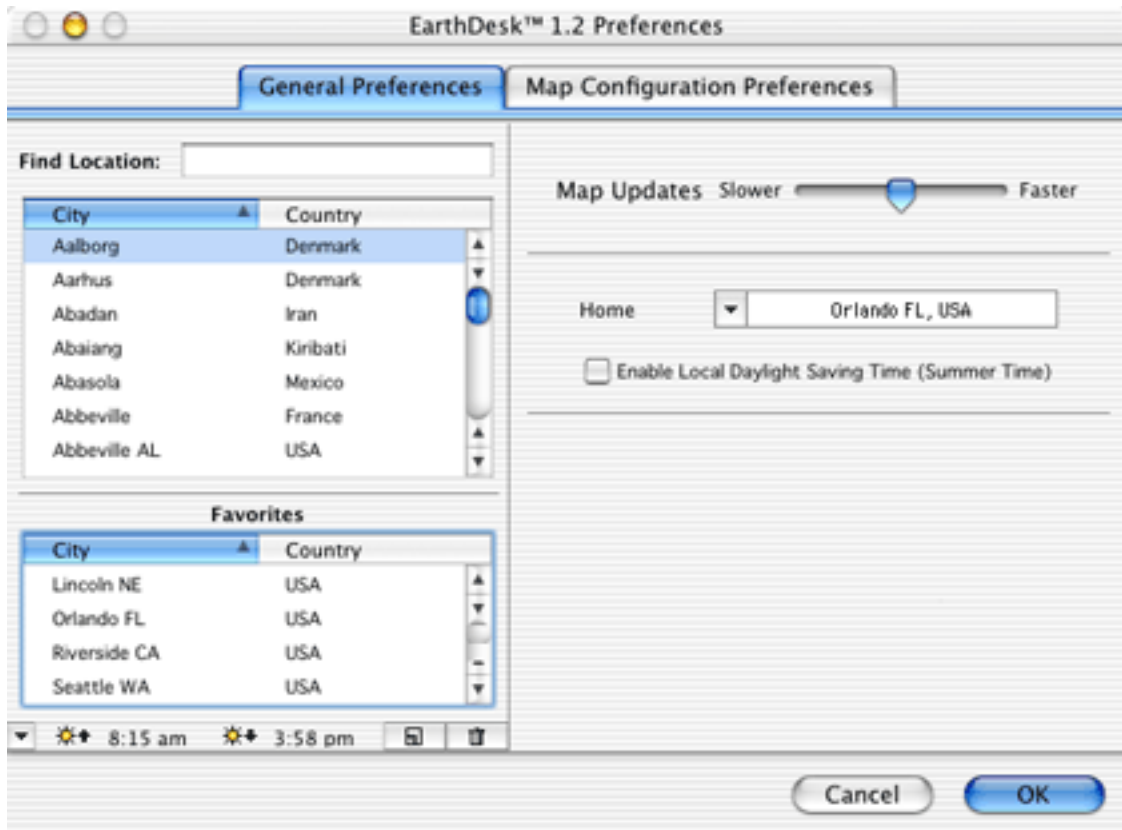 EarthDesk™ 1.2 Preferences
General Preferences Map Configuration Preferences
Find Location:
City Country
Aalborg Denmark
Aarhus Denmark
Abadan Iran
Abaiang Kiribati
Abasola Mexico
Abbeville France
Abbeville AL USA
Favorites
City Country
Lincoln NE USA
Orlando FL USA
Riverside CA USA
Seattle WA USA
8:15 am 3:58 pm
Map Updates Slower Faster
Home Orlando FL, USA
Enable Local Daylight Saving Time (Summer Time)
Cancel OK